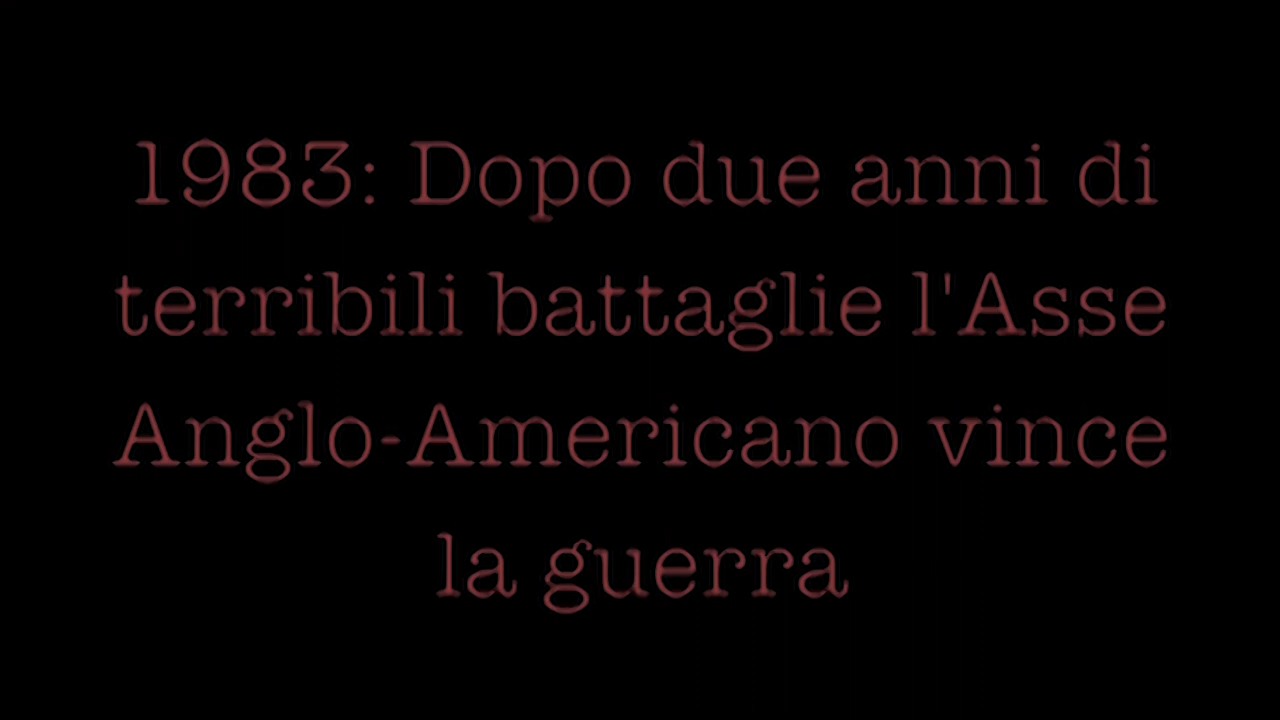 1983: Dopo due anni di
terribili battaglie l'Asse
Anglo-Americano vince
la guerra